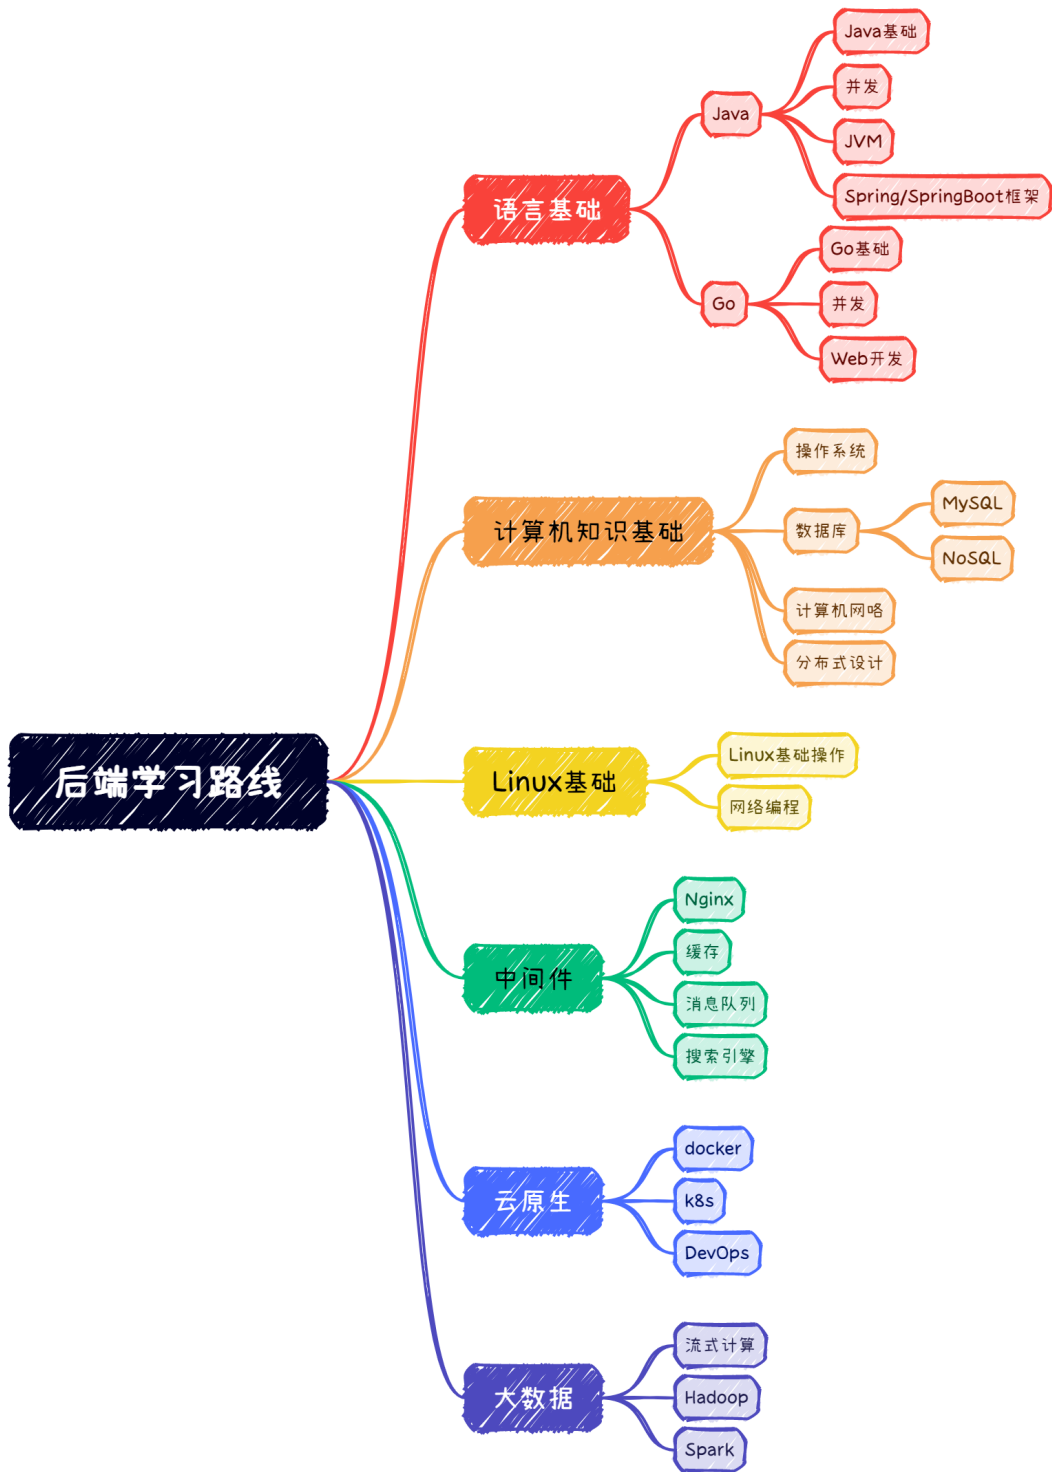 后端学习路线
语言基础
Java
Java基础
并发
JVM
Spring/SpringBoot框架
Go
Go基础
并发
Web开发
计算机知识基础
操作系统
数据库
MySQL
NoSQL
计算机网咯
分布式设计
Linux基础
Linux基础操作
网络编程
中间件
Nginx
缓存
消息队列
搜索引擎
云原生
docker
k8s
DevOps
大数据
流式计算
Hadoop
Spark